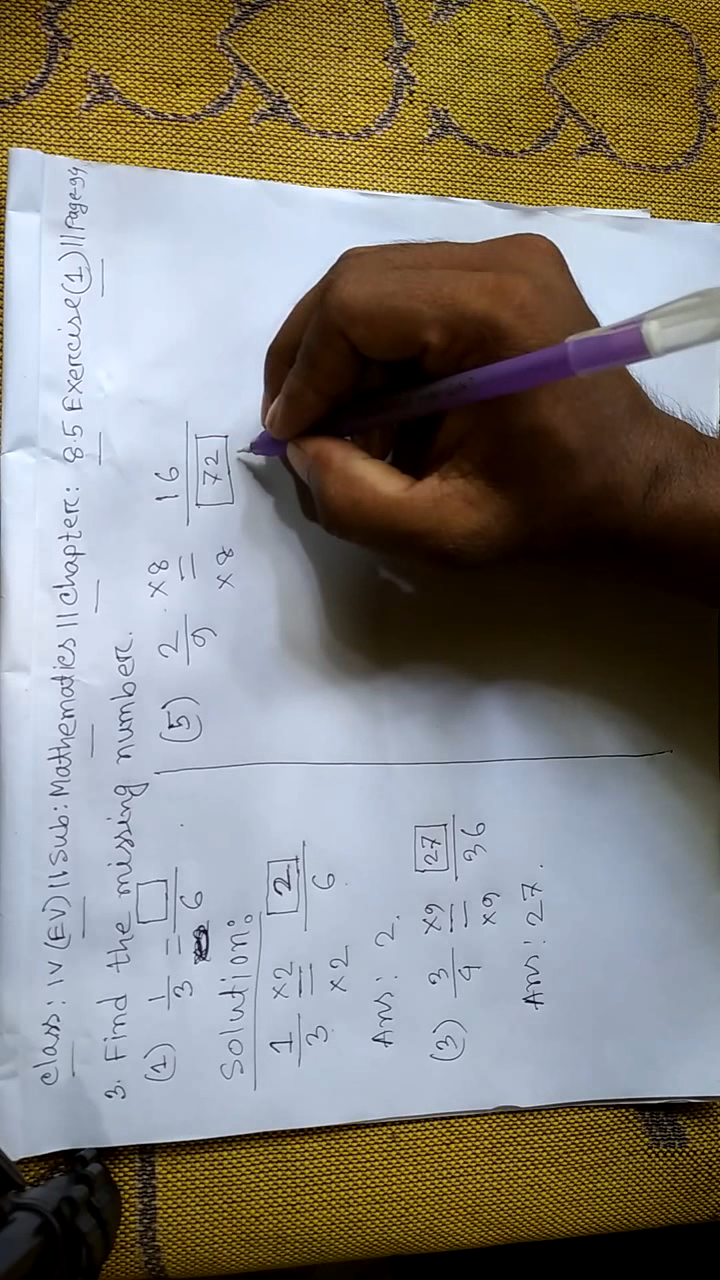 Class: IV (EV) || Sub: Mathematics || Chapter: 8.5 Exercise (1) || Page-94
3. Find the missing number.
(1) 1/3 = □/6 .
Solution:
1/3 ×2 = ×2 2/6
Ans: 2.
(3) 3/4 ×9 = ×9 27/36
Ans: 27.
(5) 2/9 ×8 = ×8 16/72